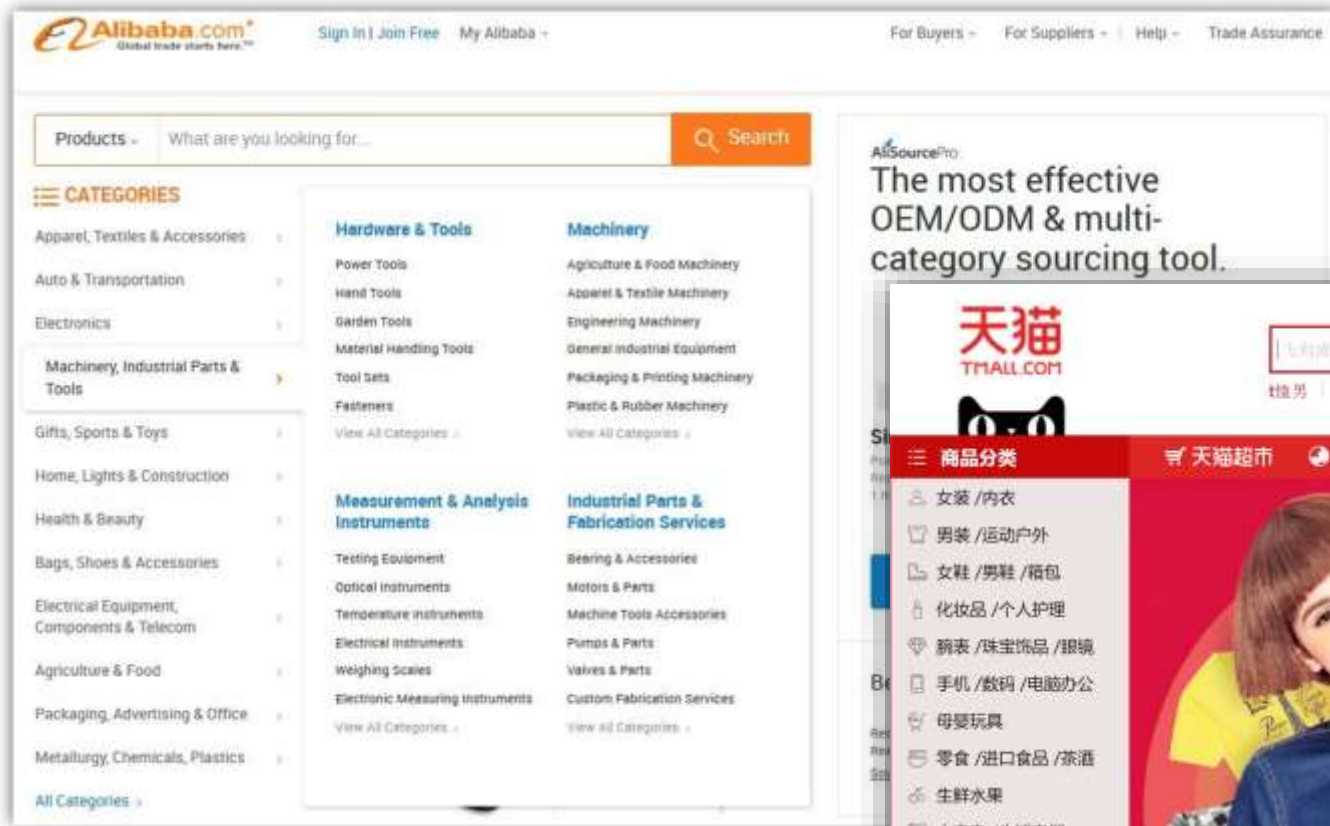 Alibaba.com
Global trade starts here.™
Sign In | Join Free
My Alibaba
For Buyers
For Suppliers
Help
Trade Assurance
Products
What are you looking for...
Search
CATEGORIES
Apparel, Textiles & Accessories
Auto & Transportation
Electronics
Machinery, Industrial Parts &
Tools
Gifts, Sports & Toys
Home, Lights & Construction
Health & Beauty
Bags, Shoes & Accessories
Electrical Equipment,
Components & Telecom
Agriculture & Food
Packaging, Advertising & Office
Metallurgy, Chemicals, Plastics
All Categories
Hardware & Tools
Power Tools
Hand Tools
Garden Tools
Material Handling Tools
Tool Sets
Fasteners
View All Categories
Machinery
Agriculture & Food Machinery
Apparel & Textile Machinery
Engineering Machinery
General Industrial Equipment
Packaging & Printing Machinery
Plastic & Rubber Machinery
View All Categories
Measurement & Analysis
Instruments
Testing Equipment
Optical Instruments
Temperature Instruments
Electrical Instruments
Weighing Scales
Electronic Measuring Instruments
View All Categories
Industrial Parts &
Fabrication Services
Bearing & Accessories
Motors & Parts
Machine Tools Accessories
Pumps & Parts
Valves & Parts
Custom Fabrication Services
View All Categories
AliSourcePro
The most effective
OEM/ODM & multi-
category sourcing tool.
Si
Be
天猫
TMALL.COM
t恤 男
商品分类
天猫超市
女装 /内衣
男装 /运动户外
女鞋 /男鞋 /箱包
化妆品 /个人护理
腕表 /珠宝饰品 /眼镜
手机 /数码 /电脑办公
母婴玩具
零食 /进口食品 /茶酒
生鲜水果